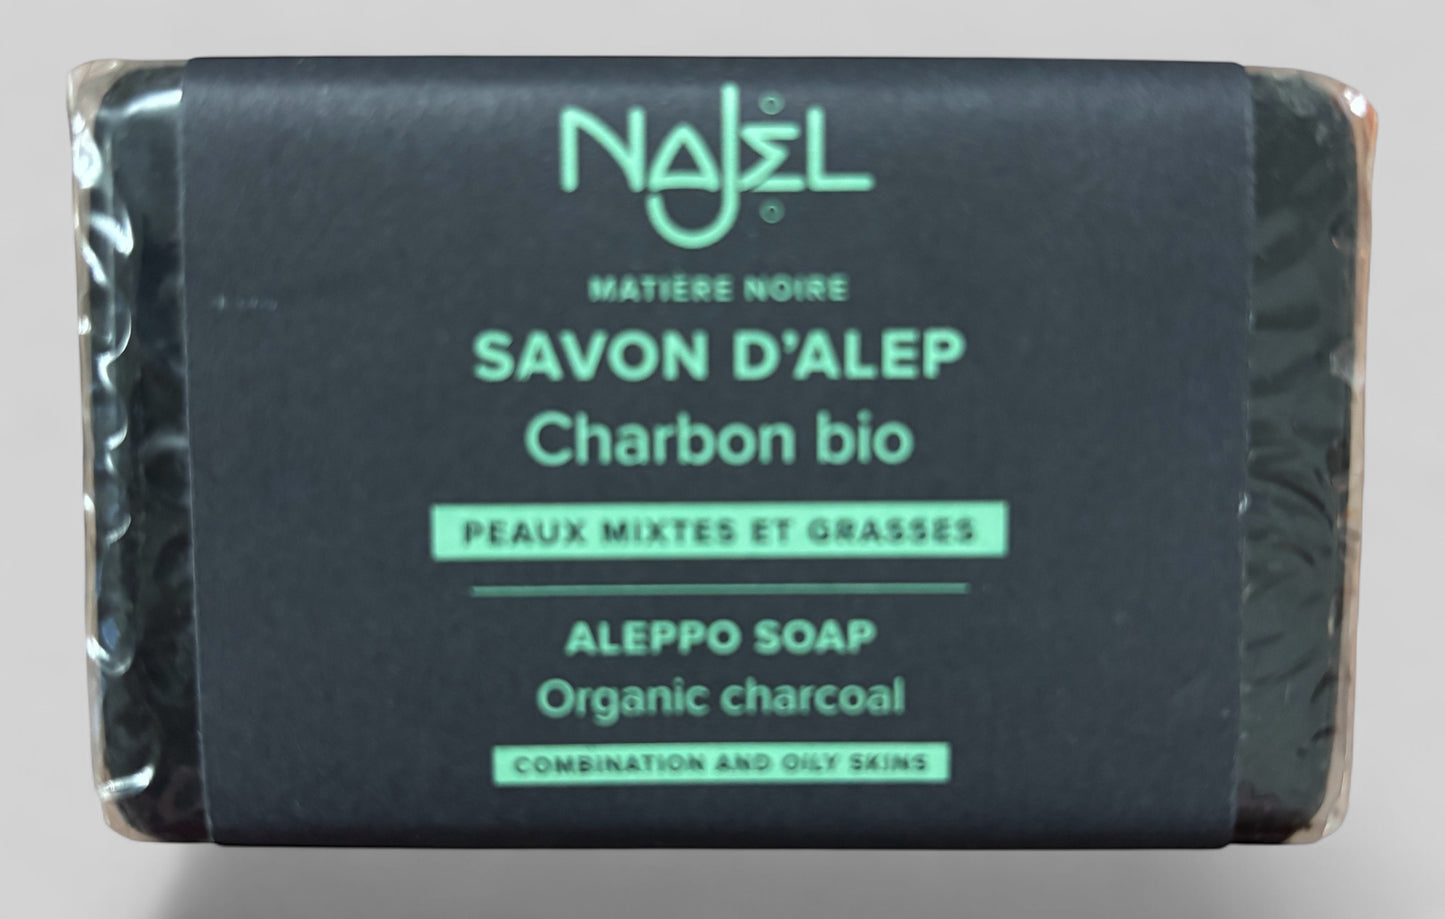 NAJEL
MATIÈRE NOIRE
SAVON D'ALEP
Charbon bio
PEAUX MIXTES ET GRASSES
ALEPPO SOAP
Organic charcoal
COMBINATION AND OILY SKINS